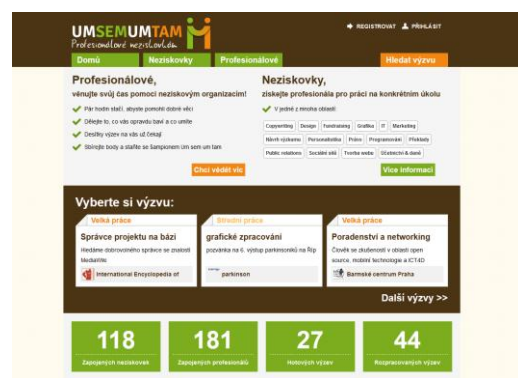 REGISTROVAT PŘIHLÁSIT
UMSEMUMTAM
Profesionálové neziskovkám
Domů Neziskovky Profesionálové Hledat výzvu
Profesionálové,
věnujte svůj čas pomoci neziskovým organizacím!
Pár hodin stačí, abyste pomohli dobré věci
Dělejte to, co vás opravdu baví a co umíte
Desítky výzev na vás už čekají
Sbírejte body a staňte se šampionem Um sem um tam
Chci vědět víc
Neziskovky,
získejte profesionála pro práci na konkrétním úkolu
V jedné z mnoha oblastí:
Copywriting Design Fundraising Grafika IT Marketing
Návrh výzkumu Personalistika Právo Programování Překlady
Public relations Sociální sítě Tvorba webu Účetnictví & daně
Více informací
Vyberte si výzvu:
Velká práce
Správce projektu na bázi
Hledáme dobrovolného správce se znalostí
MediaWiki
International Encyclopedia of
Střední práce
grafické zpracování
pozvánka na 6. výstup parkinsoniků na Říp
parkinson
Velká práce
Poradenství a networking
Člověk se zkušeností v oblasti open
source, mobilní technologie a ICT4D
Barmské centrum Praha
Další výzvy >>
118
Zapojených neziskovek
181
Zapojených profesionálů
27
Hotových výzev
44
Rozpracovaných výzev